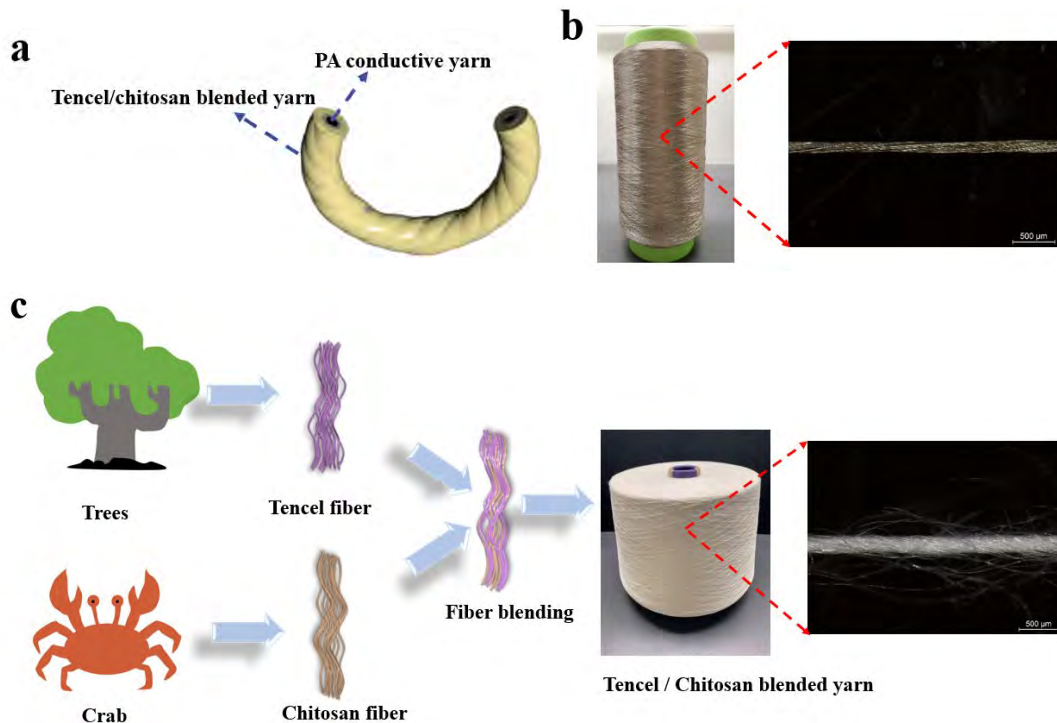 a
PA conductive yarn
Tencel/chitosan blended yarn
b
500 μm
c
Trees
Tencel fiber
Crab
Chitosan fiber
Fiber blending
500 μm
Tencel / Chitosan blended yarn